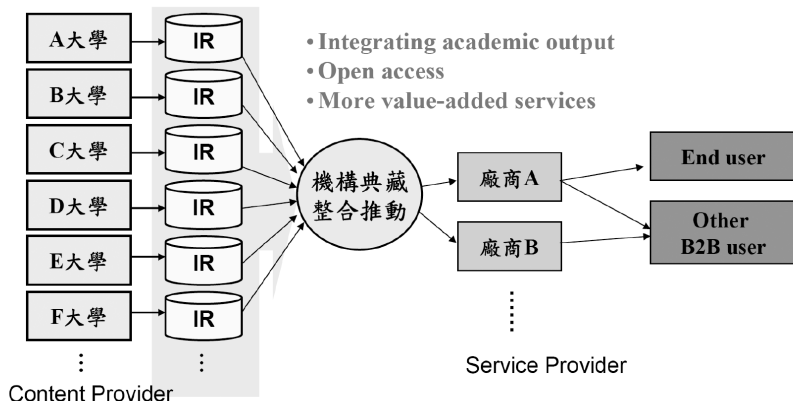 A大學
IR
B大學
IR
C大學
IR
D大學
IR
E大學
IR
F大學
IR
⋮
⋮
Content Provider
• Integrating academic output
• Open access
• More value-added services
機構典藏
整合推動
廠商A
廠商B
Service Provider
End user
Other
B2B user